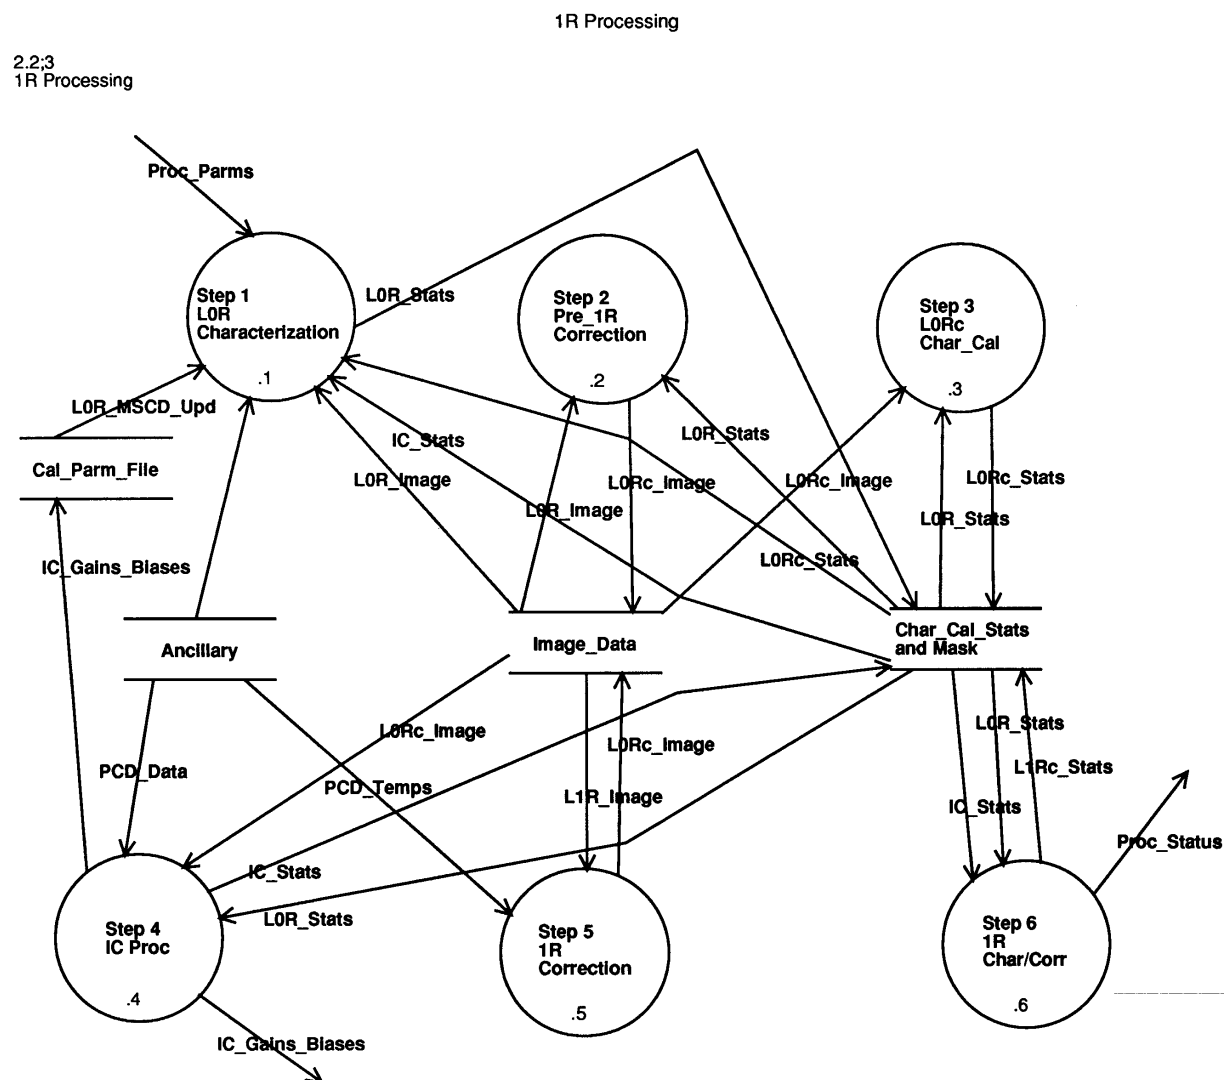 1R Processing
2.2;3
1R Processing
Proc_Parms
Step 1
L0R
Characterization
.1
L0R_Stats
Step 2
Pre_1R
Correction
.2
Step 3
L0Rc
Char_Cal
.3
L0R_MSCD_Upd
IC_Stats
L0R_Stats
Cal_Parm_File
L0R_Image
L0Rc_Image
L0Rc_Image
L0Rc_Stats
L0R_Image
L0R_Stats
IC_Gains_Biases
L0Rc_Stats
Ancillary
Image_Data
Char_Cal_Stats
and Mask
L0Rc_Image
L0R_Stats
L0Rc_Image
L1Rc_Stats
PCD_Data
PCD_Temps
L1R_Image
IC_Stats
Proc_Status
IC_Stats
L0R_Stats
Step 4
IC Proc
.4
Step 5
1R
Correction
.5
Step 6
1R
Char/Corr
.6
IC_Gains_Biases